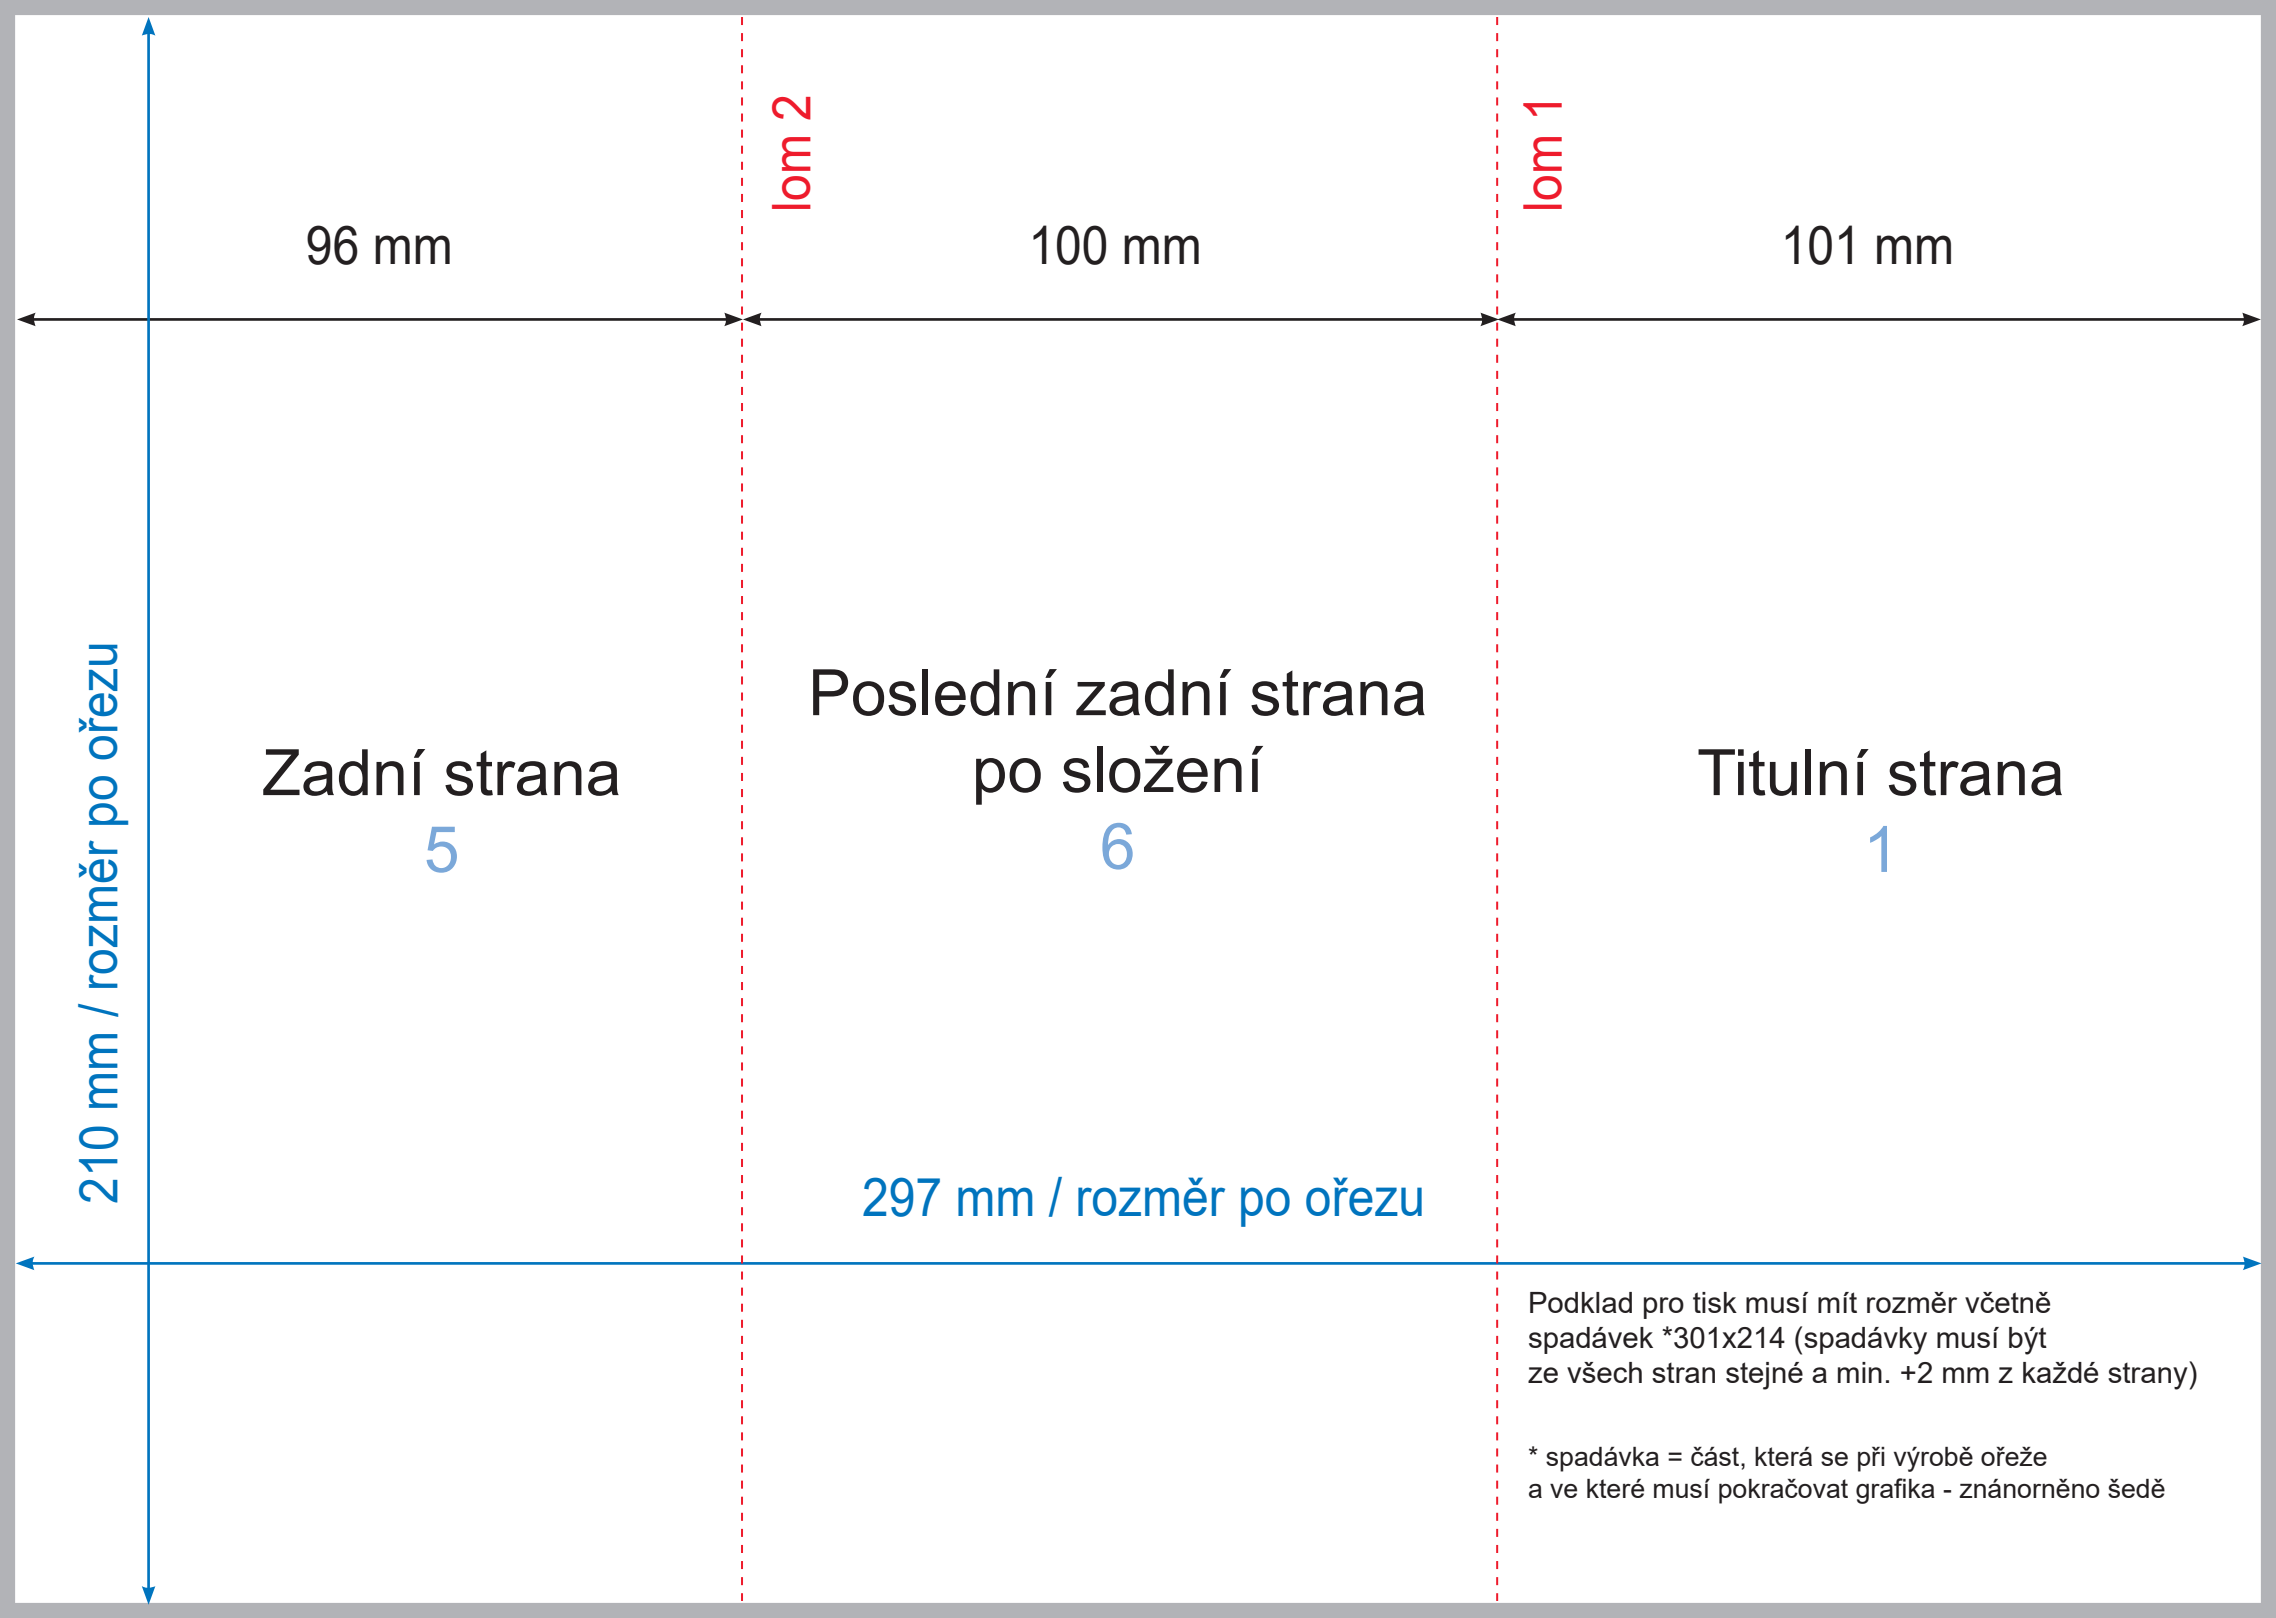 lom 2
lom 1
96 mm
100 mm
101 mm
Zadní strana
5
Poslední zadní strana
po složení
6
Titulní strana
1
210 mm / rozměr po ořezu
297 mm / rozměr po ořezu
Podklad pro tisk musí mít rozměr včetně
spadávek *301x214 (spadávky musí být
ze všech stran stejné a min. +2 mm z každé strany)
* spadávka = část, která se při výrobě ořeže
a ve které musí pokračovat grafika - znánorněno šedě